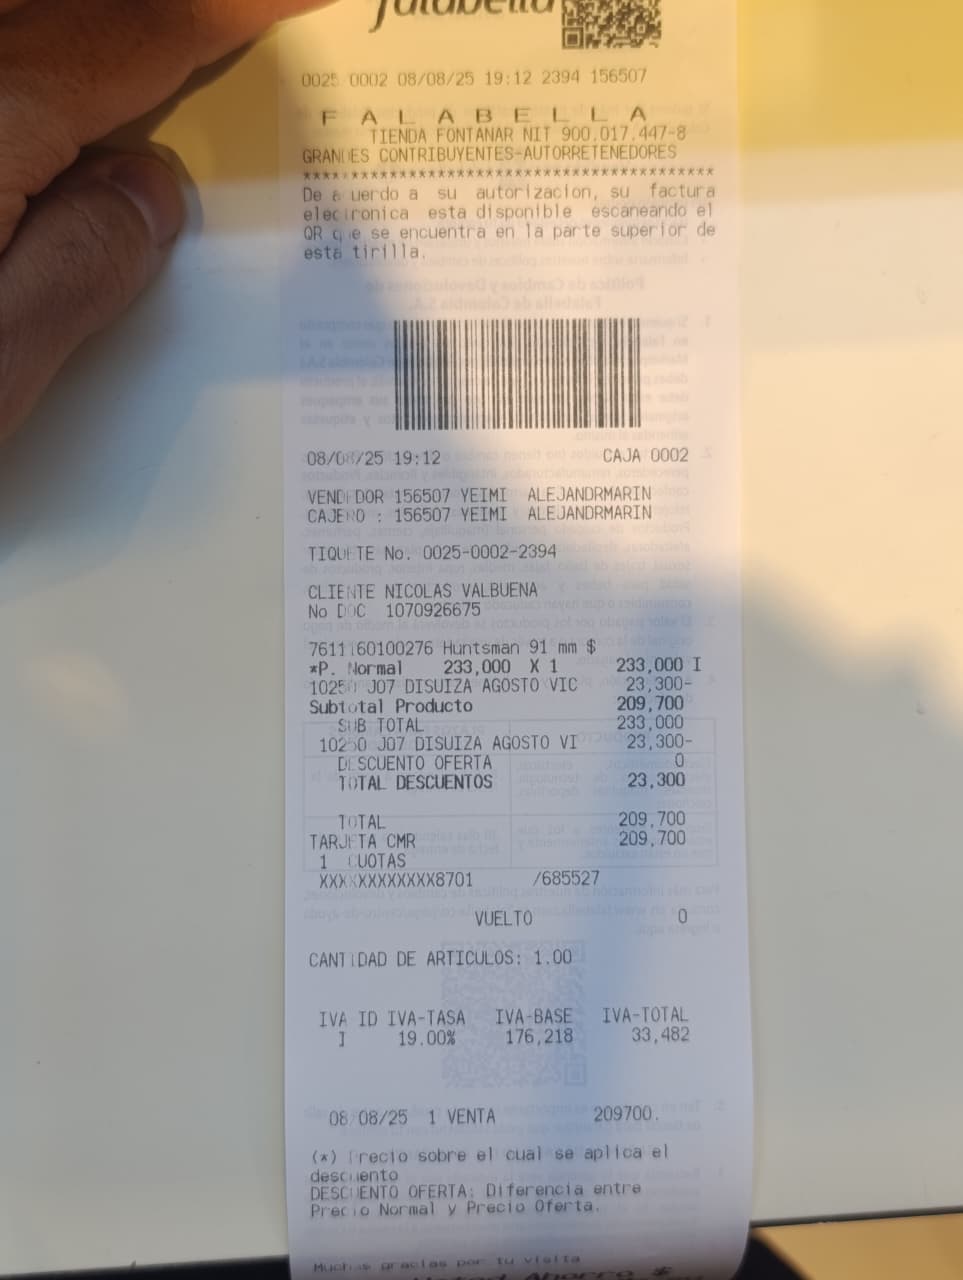 falabella
0025 0002 08/08/25 19:12 2394 156507
F A L A B E L L A
TIENDA FONTANAR NIT 900.017.447-8
GRANDES CONTRIBUYENTES-AUTORRETENEDORES
******************************************
De acuerdo a su autorizacion, su factura
electronica esta disponible escaneando el
QR que se encuentra en la parte superior de
esta tirilla.
08/08/25 19:12 CAJA 0002
VENDEDOR 156507 YEIMI ALEJANDRMARIN
CAJERO : 156507 YEIMI ALEJANDRMARIN
TIQUETE No. 0025-0002-2394
CLIENTE NICOLAS VALBUENA
No DOC 1070926675
7611160100276 Huntsman 91 mm $
*P. Normal 233,000 X 1 233,000 I
10250 J07 DISUIZA AGOSTO VIC 23,300-
Subtotal Producto 209,700
SUB TOTAL 233,000
10250 J07 DISUIZA AGOSTO VI 23,300-
DESCUENTO OFERTA 0
TOTAL DESCUENTOS 23,300
TOTAL 209,700
TARJETA CMR 209,700
1 CUOTAS
XXXXXXXXXXXX8701 /685527
VUELTO 0
CANTIDAD DE ARTICULOS: 1.00
IVA ID IVA-TASA IVA-BASE IVA-TOTAL
I 19.00% 176,218 33,482
08/08/25 1 VENTA 209700.
(*) Precio sobre el cual se aplica el
descuento
DESCUENTO OFERTA: Diferencia entre
Precio Normal y Precio Oferta.
Muchas gracias por tu visita
Usted Ahorro $